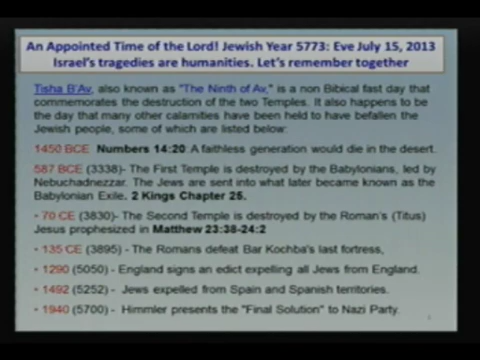 An Appointed Time of the Lord! Jewish Year 5773: Eve July 15, 2013
Israel's tragedies are humanities. Let's remember together
Tisha B'Av, also known as "The Ninth of Av," is a non Bibical fast day that
commemorates the destruction of the two Temples. It also happens to be
the day that many other calamities have been held to have befallen the
Jewish people, some of which are listed below:
1450 BCE Numbers 14:20 A faithless generation would die in the desert.
587 BCE (3338)- The First Temple is destroyed by the Babylonians, led by
Nebuchadnezzar. The Jews are sent into what later became known as the
Babylonian Exile. 2 Kings Chapter 25.
• 70 CE (3830)- The Second Temple is destroyed by the Roman's (Titus)
Jesus prophesized in Matthew 23:38-24:2
• 135 CE (3895) - The Romans defeat Bar Kochba's last fortress,
• 1290 (5050) - England signs an edict expelling all Jews from England.
• 1492 (5252) - Jews expelled from Spain and Spanish territories.
• 1940 (5700) - Himmler presents the "Final Solution" to Nazi Party.